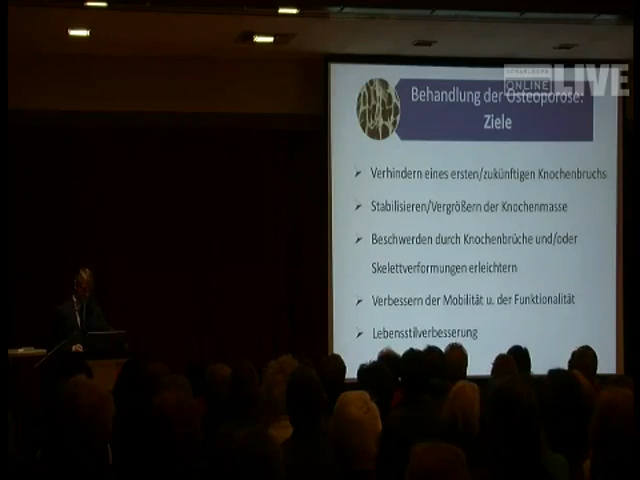 VORARLBERG
ONLINE LIVE
Behandlung der Osteoporose:
Ziele
Verhindern eines ersten/zukünftigen Knochenbruchs
Stabilisieren/Vergrößern der Knochenmasse
Beschwerden durch Knochenbrüche und/oder
Skelettverformungen erleichtern
Verbessern der Mobilität u. der Funktionalität
Lebensstilverbesserung